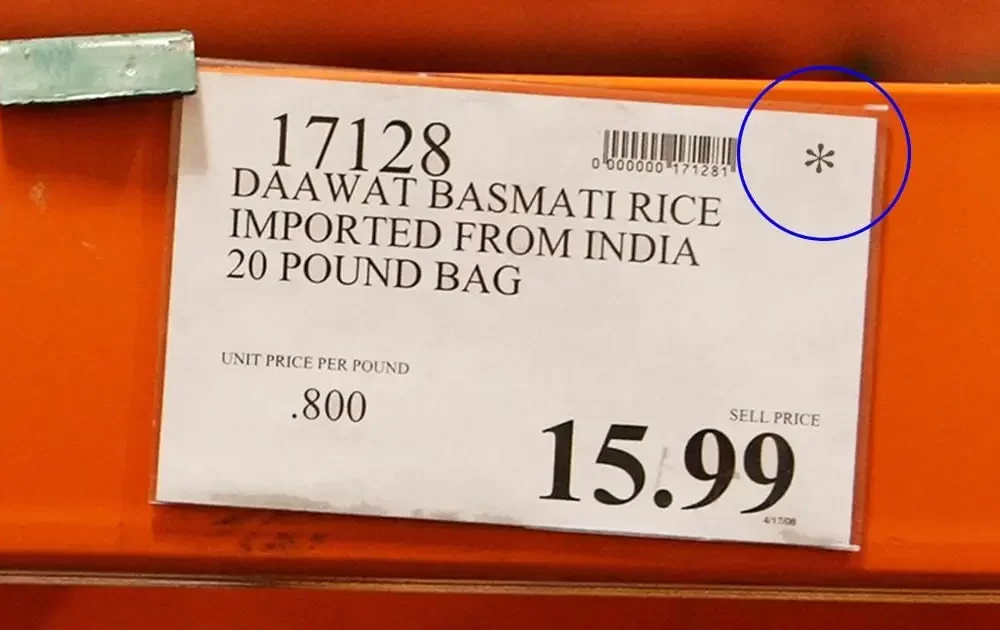 17128
0 000000 171281
*
DAAWAT BASMATI RICE
IMPORTED FROM INDIA
20 POUND BAG
UNIT PRICE PER POUND
.800
SELL PRICE
15.99
4/17/08